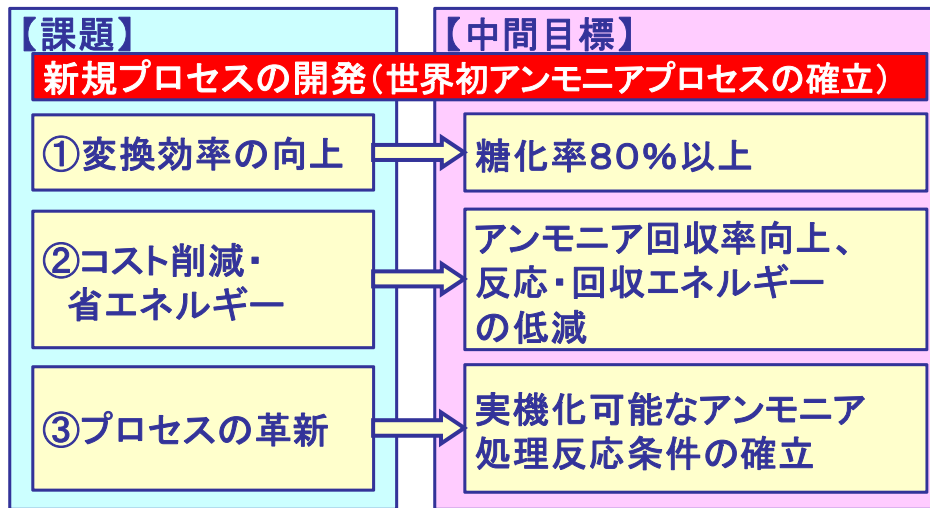 【課題】
【中間目標】
新規プロセスの開発（世界初アンモニアプロセスの確立）
①変換効率の向上
糖化率８０％以上
②コスト削減・
省エネルギー
アンモニア回収率向上、
反応・回収エネルギー
の低減
③プロセスの革新
実機化可能なアンモニア
処理反応条件の確立